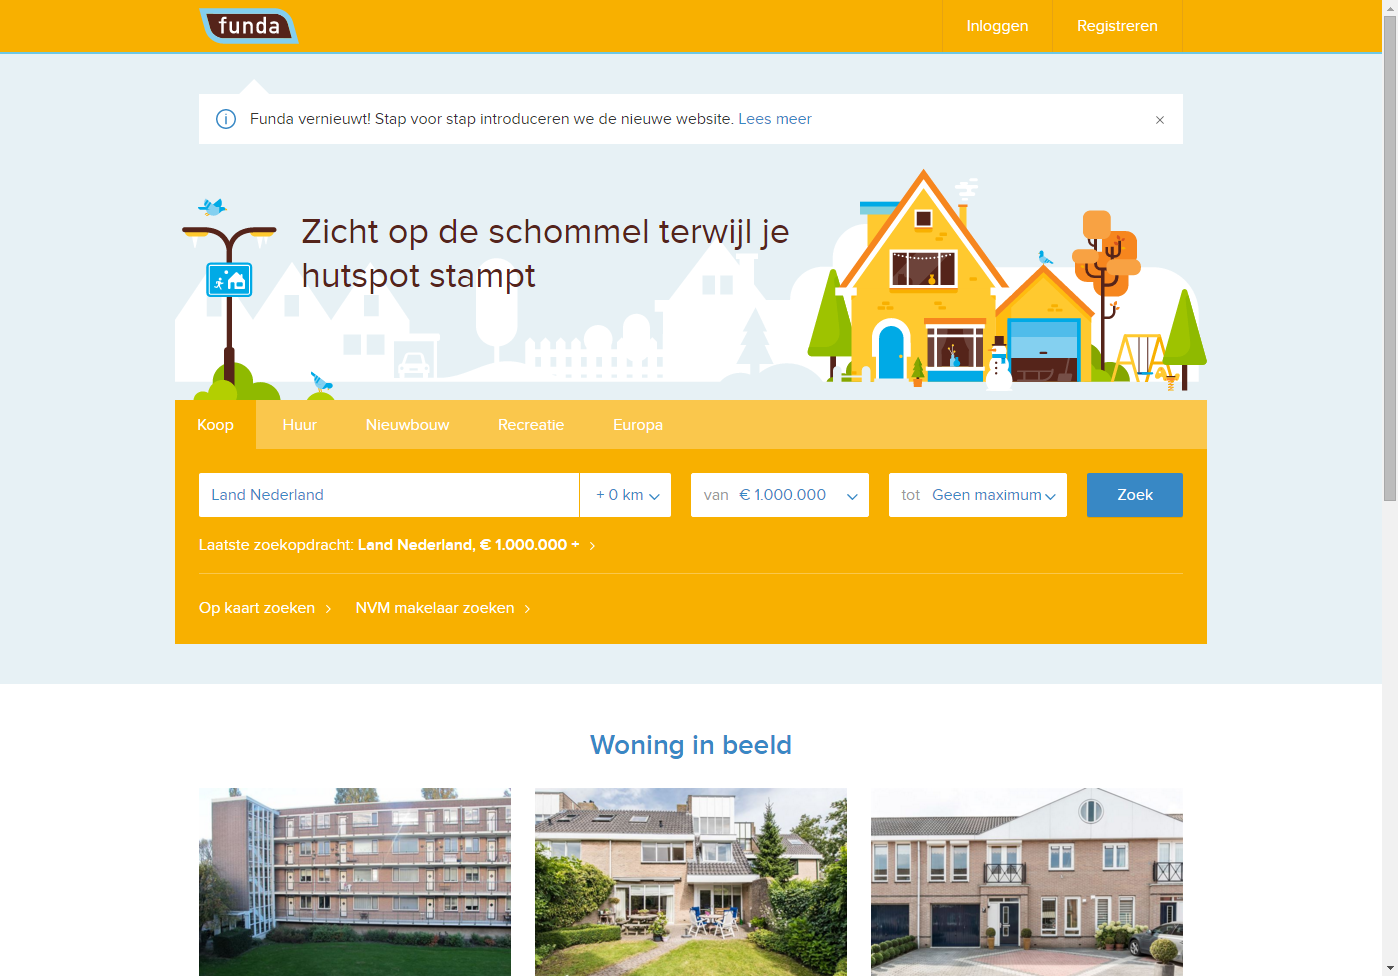 funda
Inloggen
Registreren
Funda vernieuwt! Stap voor stap introduceren we de nieuwe website. Lees meer
Zicht op de schommel terwijl je
hutspot stampt
Koop
Huur
Nieuwbouw
Recreatie
Europa
Land Nederland
+ 0 km
van € 1.000.000
tot Geen maximum
Zoek
Laatste zoekopdracht: Land Nederland, € 1.000.000 +
Op kaart zoeken
NVM makelaar zoeken
Woning in beeld